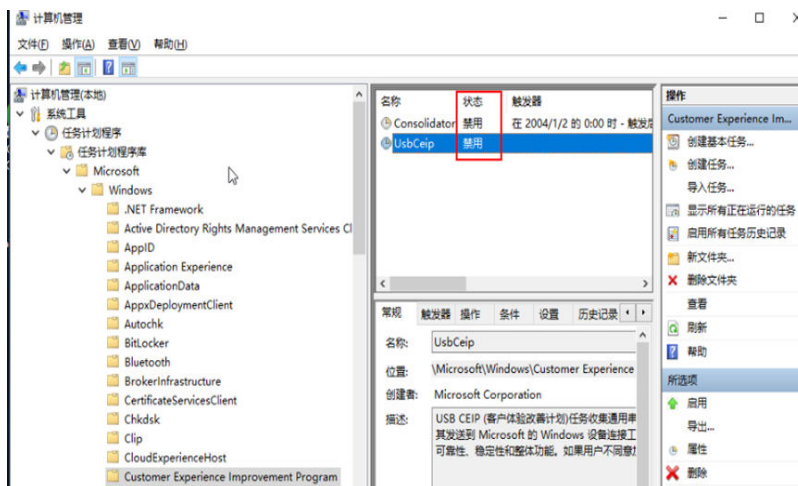 计算机管理
文件(F) 操作(A) 查看(V) 帮助(H)
计算机管理(本地)
系统工具
任务计划程序
任务计划程序库
Microsoft
Windows
.NET Framework
Active Directory Rights Management Services Cl
AppID
Application Experience
ApplicationData
AppxDeploymentClient
Autochk
BitLocker
Bluetooth
BrokerInfrastructure
CertificateServicesClient
Chkdsk
Clip
CloudExperienceHost
Customer Experience Improvement Program
名称 状态 触发器
Consolidator 禁用 在 2004/1/2 的 0:00 时 - 触发后
UsbCeip 禁用
常规 触发器 操作 条件 设置 历史记录
名称: UsbCeip
位置: \Microsoft\Windows\Customer Experience
创建者: Microsoft Corporation
描述: USB CEIP (客户体验改善计划)任务收集通用串
其发送到 Microsoft 的 Windows 设备连接工
可靠性、稳定性和整体功能。如果用户不同意
操作
Customer Experience Im...
创建基本任务...
创建任务...
导入任务...
显示所有正在运行的任务
启用所有任务历史记录
新文件夹...
删除文件夹
查看
刷新
帮助
所选项
启用
导出...
属性
删除